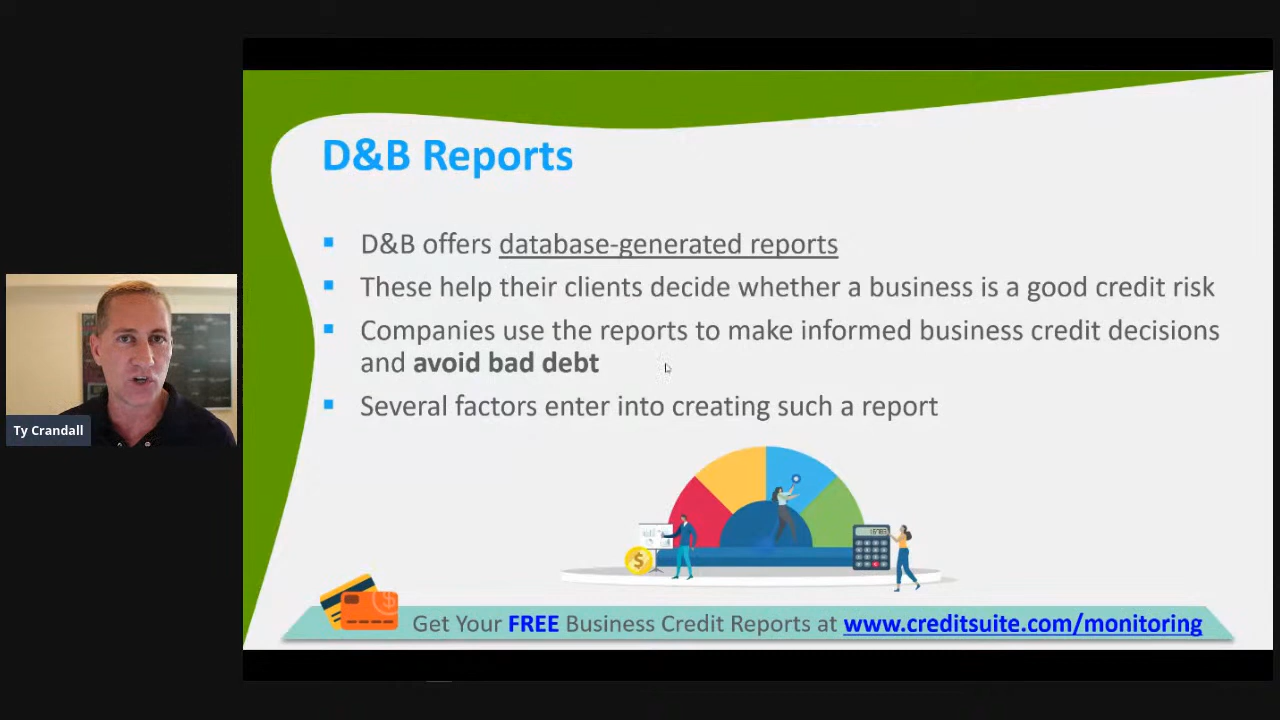 D&B Reports
▪ D&B offers database-generated reports
▪ These help their clients decide whether a business is a good credit risk
▪ Companies use the reports to make informed business credit decisions
and avoid bad debt
▪ Several factors enter into creating such a report
Ty Crandall
Get Your FREE Business Credit Reports at www.creditsuite.com/monitoring